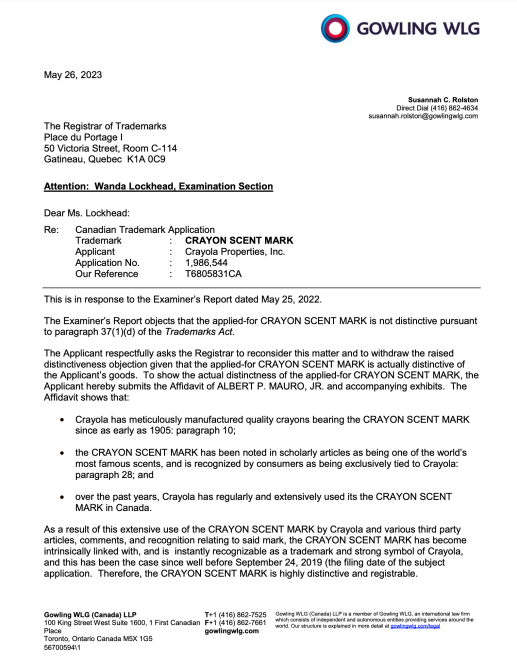 GOWLING WLG
May 26, 2023
Susannah C. Rolston
Direct Dial (416) 862-4634
susannah.rolston@gowlingwlg.com
The Registrar of Trademarks
Place du Portage I
50 Victoria Street, Room C-114
Gatineau, Quebec K1A 0C9
Attention: Wanda Lockhead, Examination Section
Dear Ms. Lockhead:
Re: Canadian Trademark Application
Trademark : CRAYON SCENT MARK
Applicant : Crayola Properties, Inc.
Application No. : 1,986,544
Our Reference : T6805831CA
This is in response to the Examiner's Report dated May 25, 2022.
The Examiner's Report objects that the applied-for CRAYON SCENT MARK is not distinctive pursuant
to paragraph 37(1)(d) of the Trademarks Act.
The Applicant respectfully asks the Registrar to reconsider this matter and to withdraw the raised
distinctiveness objection given that the applied-for CRAYON SCENT MARK is actually distinctive of
the Applicant's goods. To show the actual distinctness of the applied-for CRAYON SCENT MARK, the
Applicant hereby submits the Affidavit of ALBERT P. MAURO, JR. and accompanying exhibits. The
Affidavit shows that:
• Crayola has meticulously manufactured quality crayons bearing the CRAYON SCENT MARK
since as early as 1905: paragraph 10;
• the CRAYON SCENT MARK has been noted in scholarly articles as being one of the world's
most famous scents, and is recognized by consumers as being exclusively tied to Crayola:
paragraph 28; and
• over the past years, Crayola has regularly and extensively used its the CRAYON SCENT
MARK in Canada.
As a result of this extensive use of the CRAYON SCENT MARK by Crayola and various third party
articles, comments, and recognition relating to said mark, the CRAYON SCENT MARK has become
intrinsically linked with, and is instantly recognizable as a trademark and strong symbol of Crayola,
and this has been the case since well before September 24, 2019 (the filing date of the subject
application. Therefore, the CRAYON SCENT MARK is highly distinctive and registrable.
Gowling WLG (Canada) LLP
100 King Street West Suite 1600, 1 First Canadian
Place
Toronto, Ontario Canada M5X 1G5
56700594\1
T+1 (416) 862-7525
F+1 (416) 862-7661
gowlingwlg.com
Gowling WLG (Canada) LLP is a member of Gowling WLG, an international law firm
which consists of independent and autonomous entities providing services around the
world. Our structure is explained in more detail at gowlingwlg.com/legal